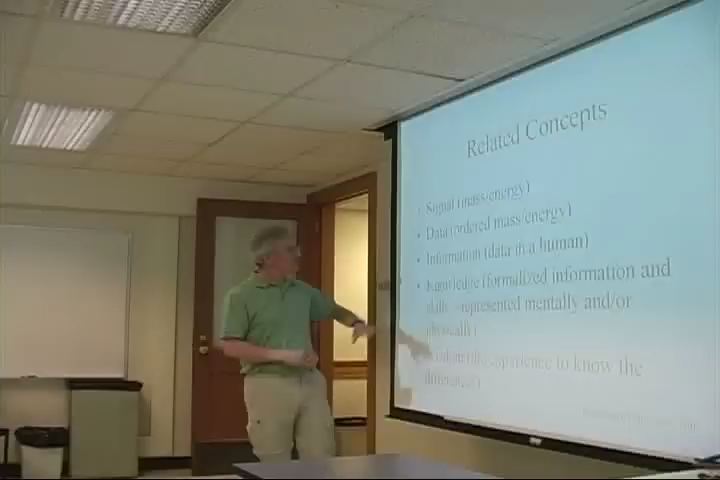 Related Concepts
• Signal (mass/energy)
• Data (ordered mass/energy)
• Information (data in a human)
• Knowledge (formalized information and
represented mentally and/or
physically)
experience to know the
difference)